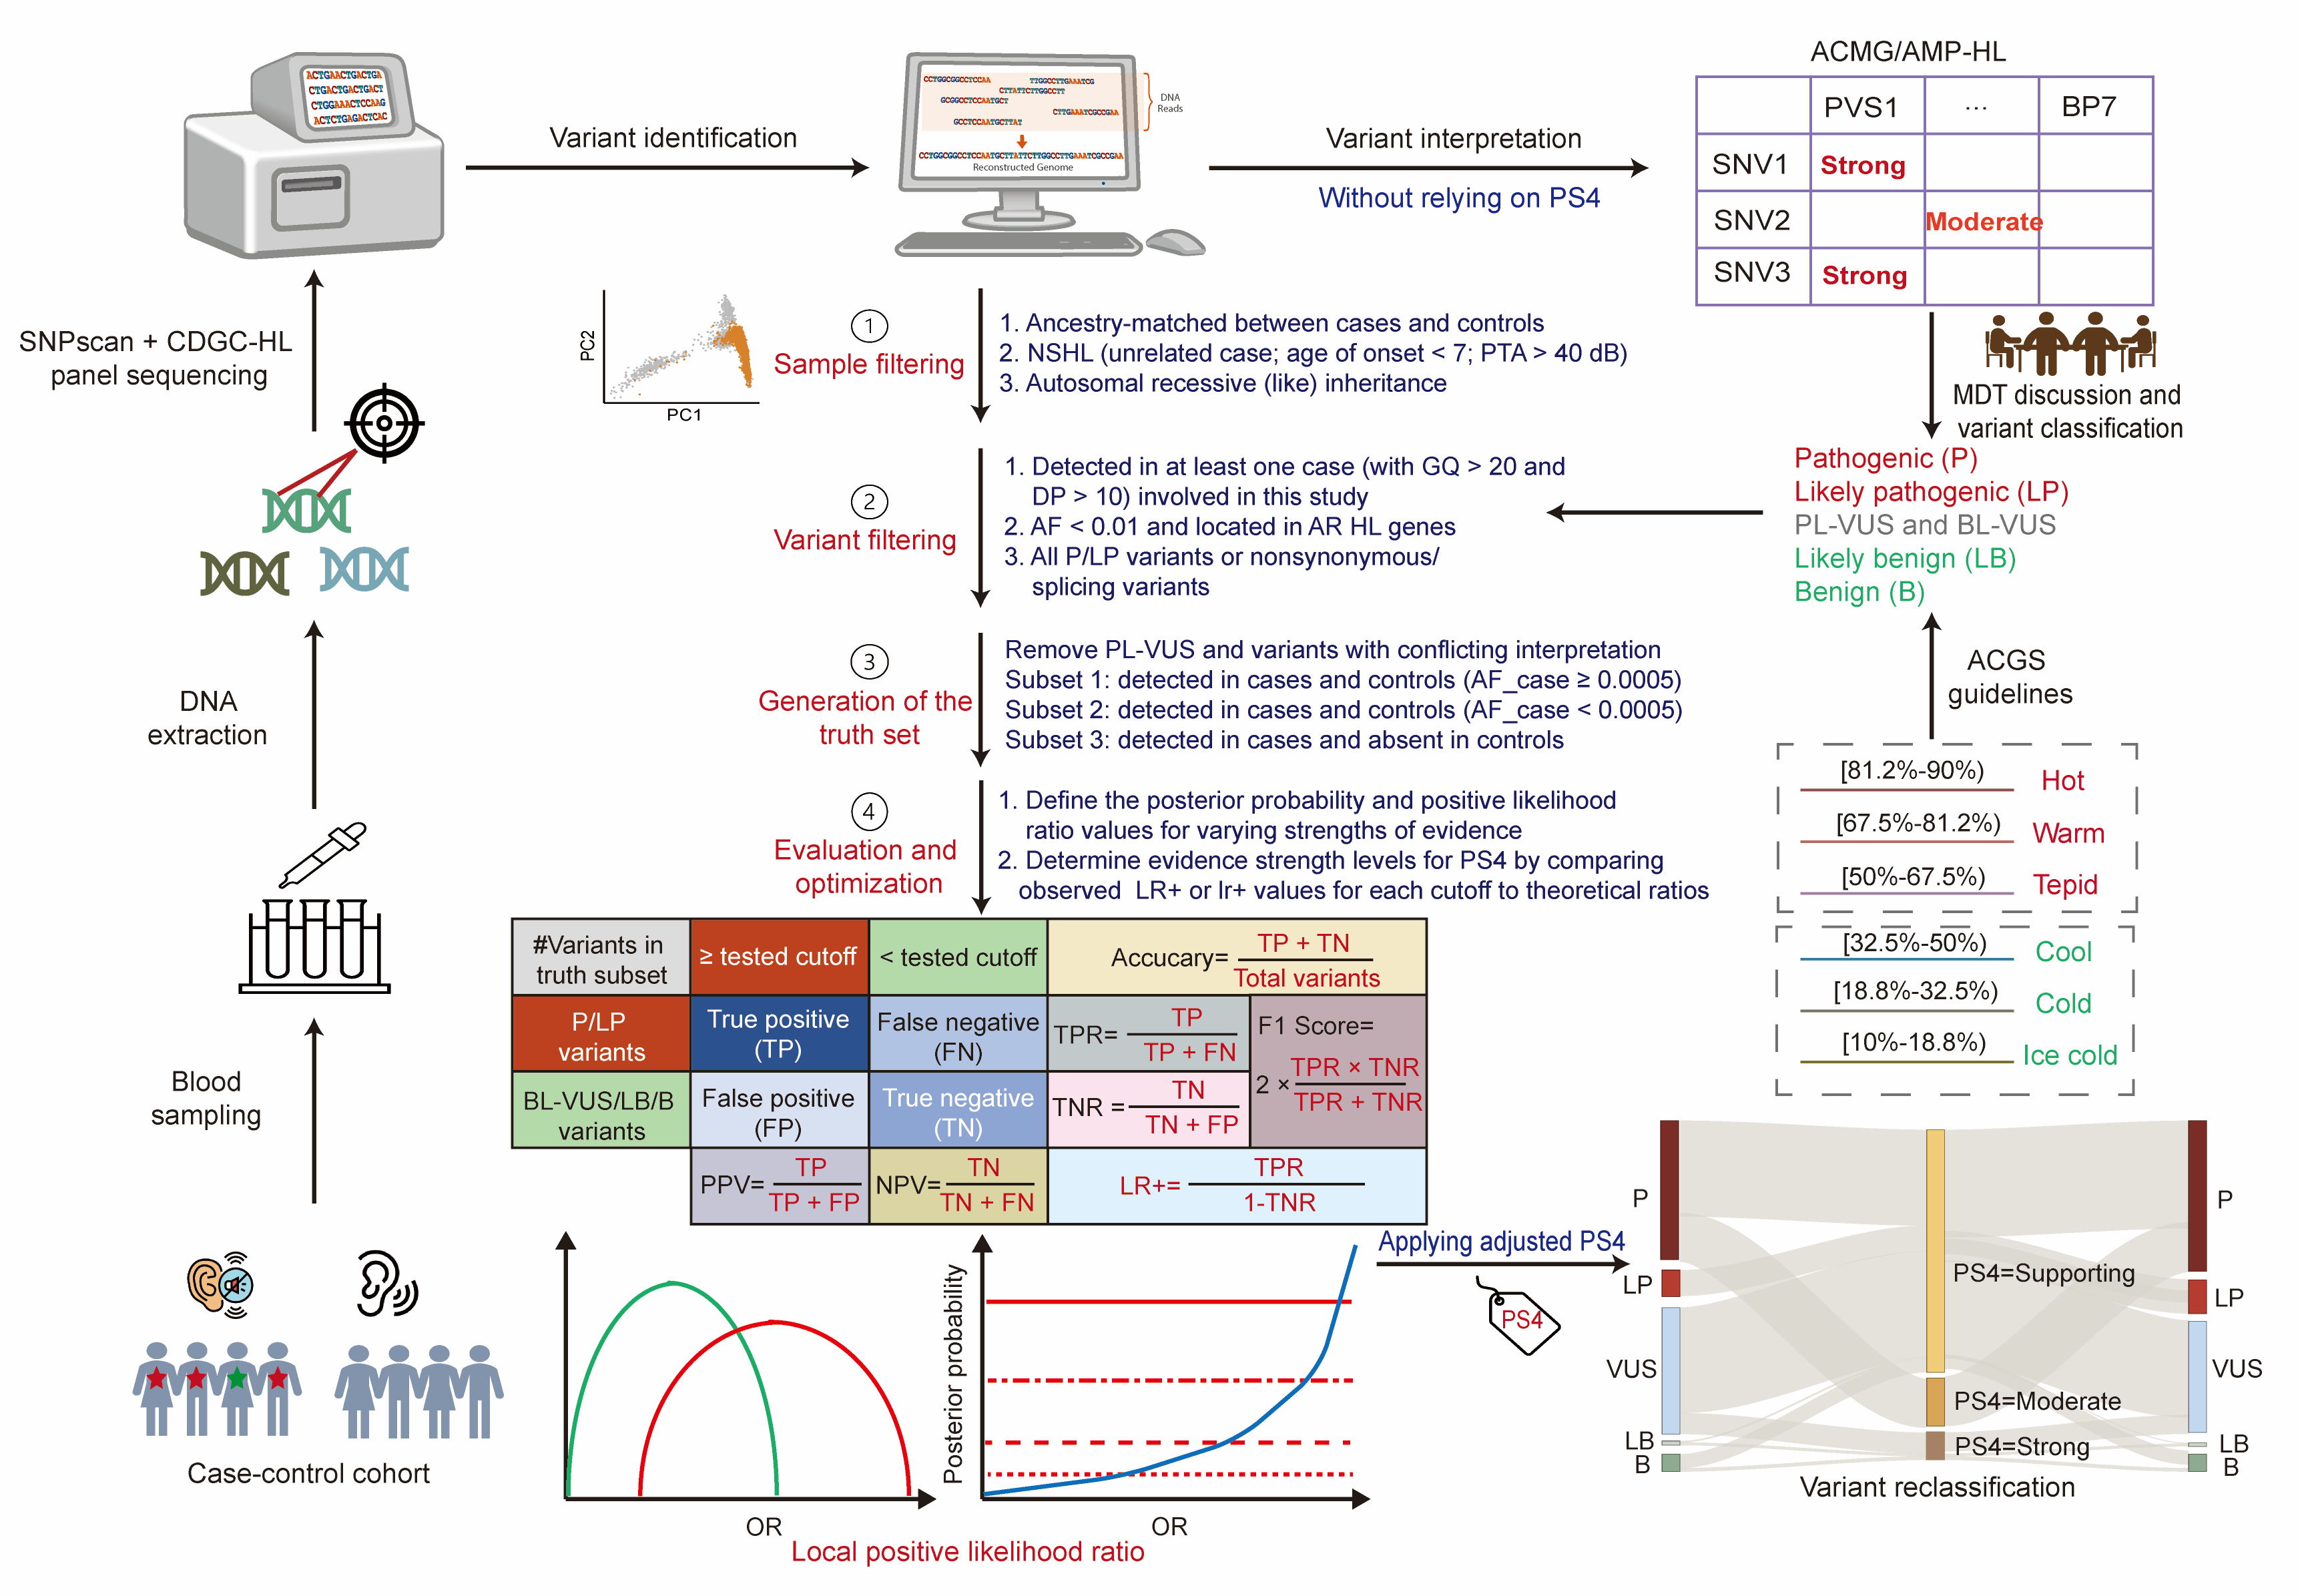 ACTGAACTGACTGA
CTGACTGACTGACT
CTGGAAACTCCAAG
ACTCTGAGACTCAC
Variant identification
CCTGGCGGCCTCCAA
TTGGCCTTGAAATCG
CTTATTCTTGGCCTT
GCGGCCTCCAATGCT
CTTGAAATCGCCGAA
GCCTCCAATGCTTAT
DNA
Reads
CCTGGCGGCCTCCAATGCTTATTCTTGGCCTTGAAATCGCCGAA
Reconstructed Genome
Variant interpretation
Without relying on PS4
ACMG/AMP-HL
PVS1 ... BP7
SNV1 Strong
SNV2 Moderate
SNV3 Strong
MDT discussion and
variant classification
Pathogenic (P)
Likely pathogenic (LP)
PL-VUS and BL-VUS
Likely benign (LB)
Benign (B)
ACGS
guidelines
[81.2%-90%) Hot
[67.5%-81.2%) Warm
[50%-67.5%) Tepid
[32.5%-50%) Cool
[18.8%-32.5%) Cold
[10%-18.8%) Ice cold
SNPscan + CDGC-HL
panel sequencing
DNA
extraction
Blood
sampling
Case-control cohort
PC2
PC1
1
Sample filtering
1. Ancestry-matched between cases and controls
2. NSHL (unrelated case; age of onset < 7; PTA > 40 dB)
3. Autosomal recessive (like) inheritance
2
Variant filtering
1. Detected in at least one case (with GQ > 20 and
DP > 10) involved in this study
2. AF < 0.01 and located in AR HL genes
3. All P/LP variants or nonsynonymous/
splicing variants
3
Generation of the
truth set
Remove PL-VUS and variants with conflicting interpretation
Subset 1: detected in cases and controls (AF_case ≥ 0.0005)
Subset 2: detected in cases and controls (AF_case < 0.0005)
Subset 3: detected in cases and absent in controls
4
Evaluation and
optimization
1. Define the posterior probability and positive likelihood
ratio values for varying strengths of evidence
2. Determine evidence strength levels for PS4 by comparing
observed LR+ or lr+ values for each cutoff to theoretical ratios
#Variants in
truth subset
≥ tested cutoff
< tested cutoff
Accucary=
TP + TN
Total variants
P/LP
variants
True positive
(TP)
False negative
(FN)
TPR=
TP
TP + FN
F1 Score=
2 ×
TPR × TNR
TPR + TNR
BL-VUS/LB/B
variants
False positive
(FP)
True negative
(TN)
TNR =
TN
TN + FP
PPV=
TP
TP + FP
NPV=
TN
TN + FN
LR+=
TPR
1-TNR
OR
Posterior probability
OR
Local positive likelihood ratio
Applying adjusted PS4
PS4
P
LP
VUS
LB
B
PS4=Supporting
PS4=Moderate
PS4=Strong
P
LP
VUS
LB
B
Variant reclassification